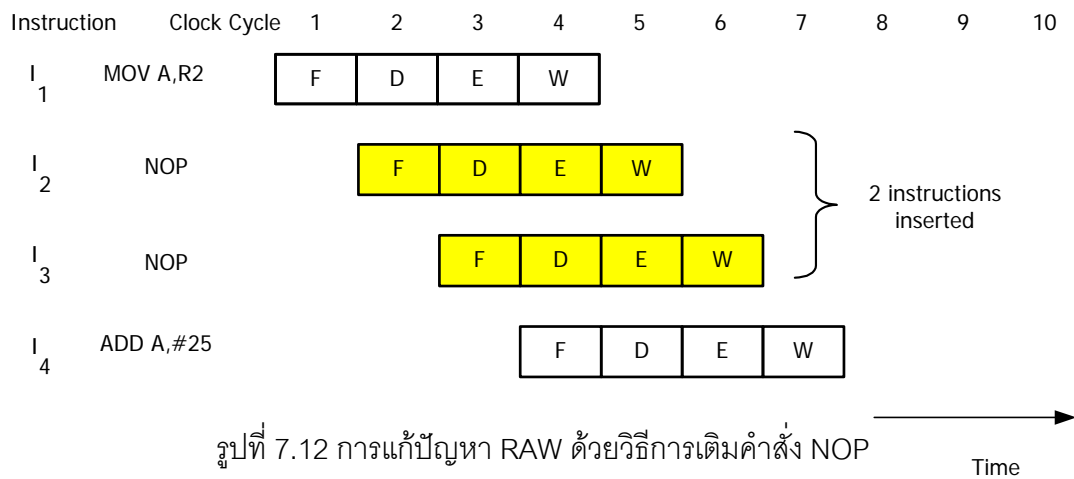 Instruction Clock Cycle 1 2 3 4 5 6 7 8 9 10
I1 MOV A,R2 F D E W
I2 NOP F D E W
2 instructions
inserted
I3 NOP F D E W
I4 ADD A,#25 F D E W
รูปที่ 7.12 การแก้ปัญหา RAW ด้วยวิธีการเติมคำสั่ง NOP
Time